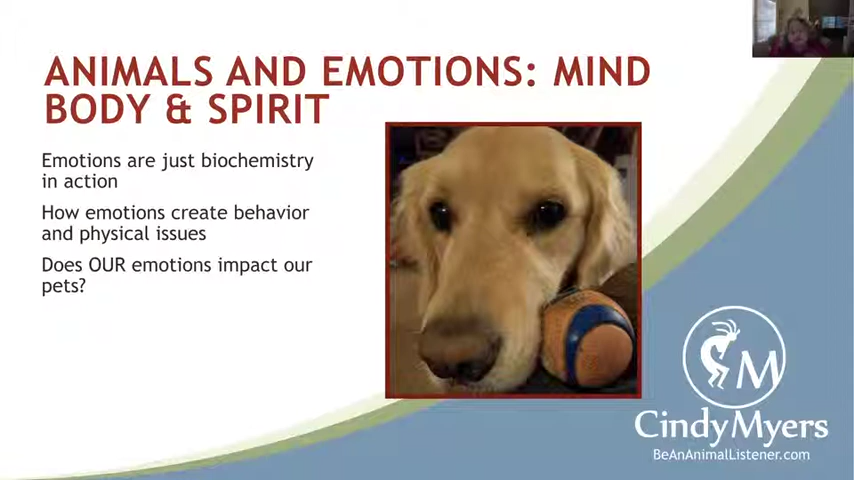 ANIMALS AND EMOTIONS: MIND
BODY & SPIRIT
Emotions are just biochemistry
in action
How emotions create behavior
and physical issues
Does OUR emotions impact our
pets?
M
CindyMyers
BeAnAnimalListener.com